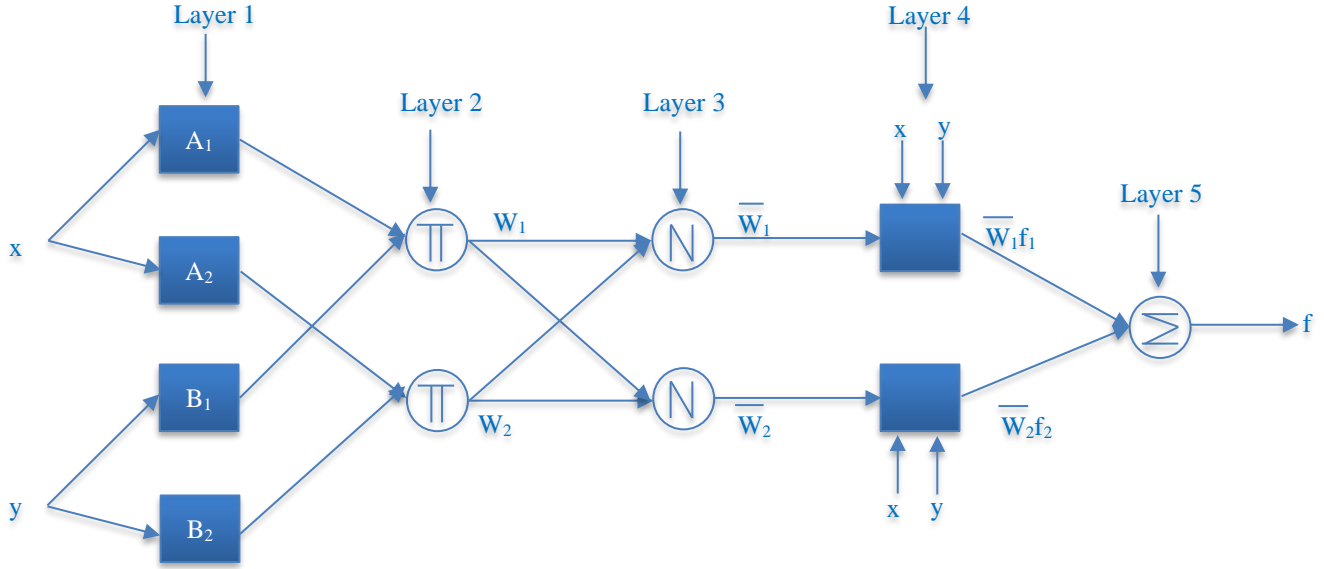 Layer 1
Layer 4
Layer 2
Layer 3
x y
A₁
Layer 5
W₁
W̅₁
W̅₁f₁
∏
N
x
A₂
∑
f
B₁
∏
N
W₂
W̅₂
W̅₂f₂
y
B₂
x y